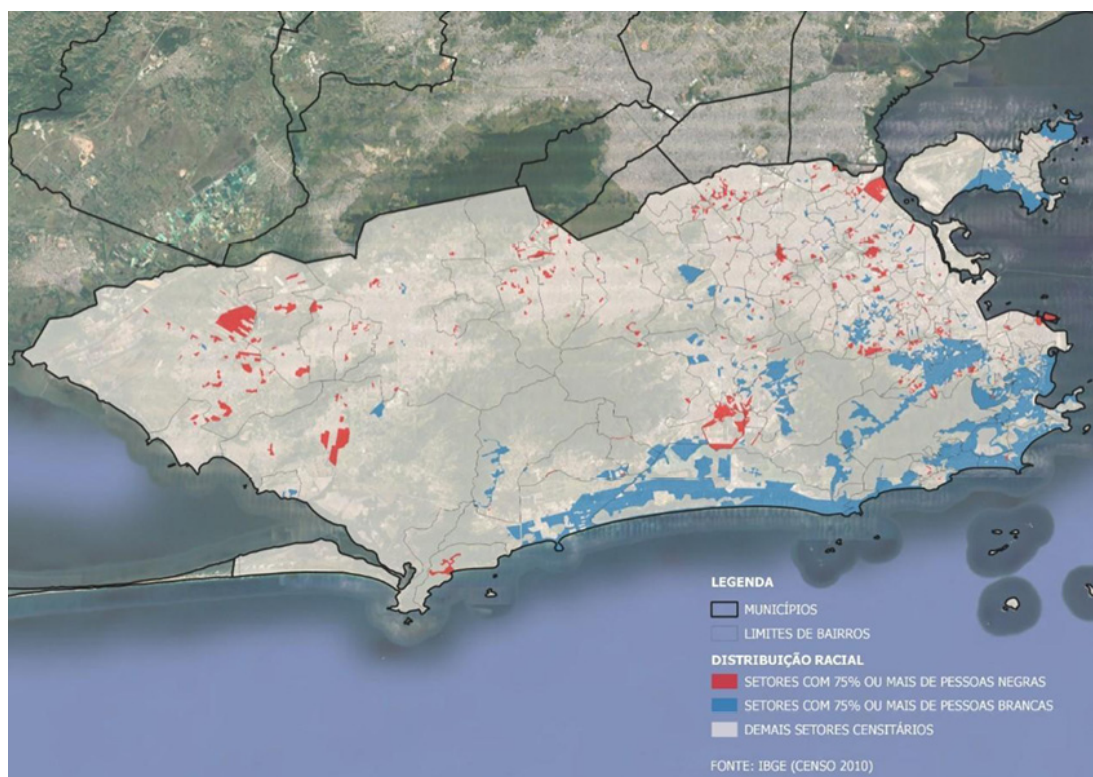 LEGENDA
MUNICÍPIOS
LIMITES DE BAIRROS
DISTRIBUIÇÃO RACIAL
SETORES COM 75% OU MAIS DE PESSOAS NEGRAS
SETORES COM 75% OU MAIS DE PESSOAS BRANCAS
DEMAIS SETORES CENSITÁRIOS
FONTE: IBGE (CENSO 2010)